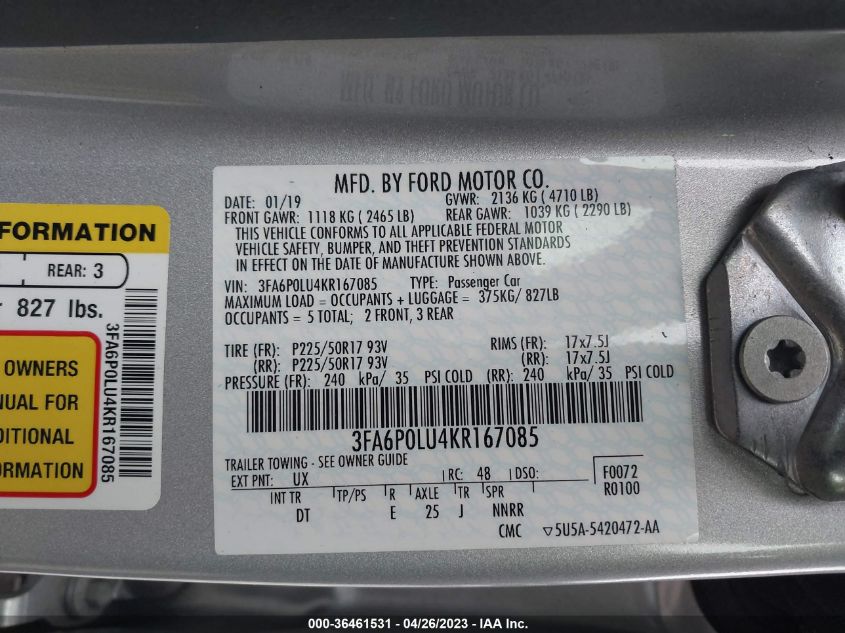 MFD. BY FORD MOTOR CO.
DATE: 01/19 GVWR: 2136 KG ( 4710 LB)
FRONT GAWR: 1118 KG ( 2465 LB) REAR GAWR: 1039 KG ( 2290 LB)
THIS VEHICLE CONFORMS TO ALL APPLICABLE FEDERAL MOTOR
VEHICLE SAFETY, BUMPER, AND THEFT PREVENTION STANDARDS
IN EFFECT ON THE DATE OF MANUFACTURE SHOWN ABOVE.
VIN: 3FA6P0LU4KR167085 TYPE: Passenger Car
MAXIMUM LOAD = OCCUPANTS + LUGGAGE = 375KG/ 827LB
OCCUPANTS = 5 TOTAL; 2 FRONT, 3 REAR
TIRE (FR): P225/50R17 93V RIMS (FR): 17x7.5J
(RR): P225/50R17 93V (RR): 17x7.5J
PRESSURE (FR): 240 kPa/ 35 PSI COLD (RR): 240 kPa/ 35 PSI COLD
3FA6P0LU4KR167085
TRAILER TOWING - SEE OWNER GUIDE
EXT PNT: UX RC: 48 DSO: F0072
R0100
INT TR TP/PS R AXLE TR SPR
DT E 25 J NNRR
CMC ▽5U5A-5420472-AA
FORMATION
REAR: 3
827 lbs.
OWNERS
NUAL FOR
DITIONAL
ORMATION
3FA6P0LU4KR167085
000-36461531 - 04/26/2023 - IAA Inc.